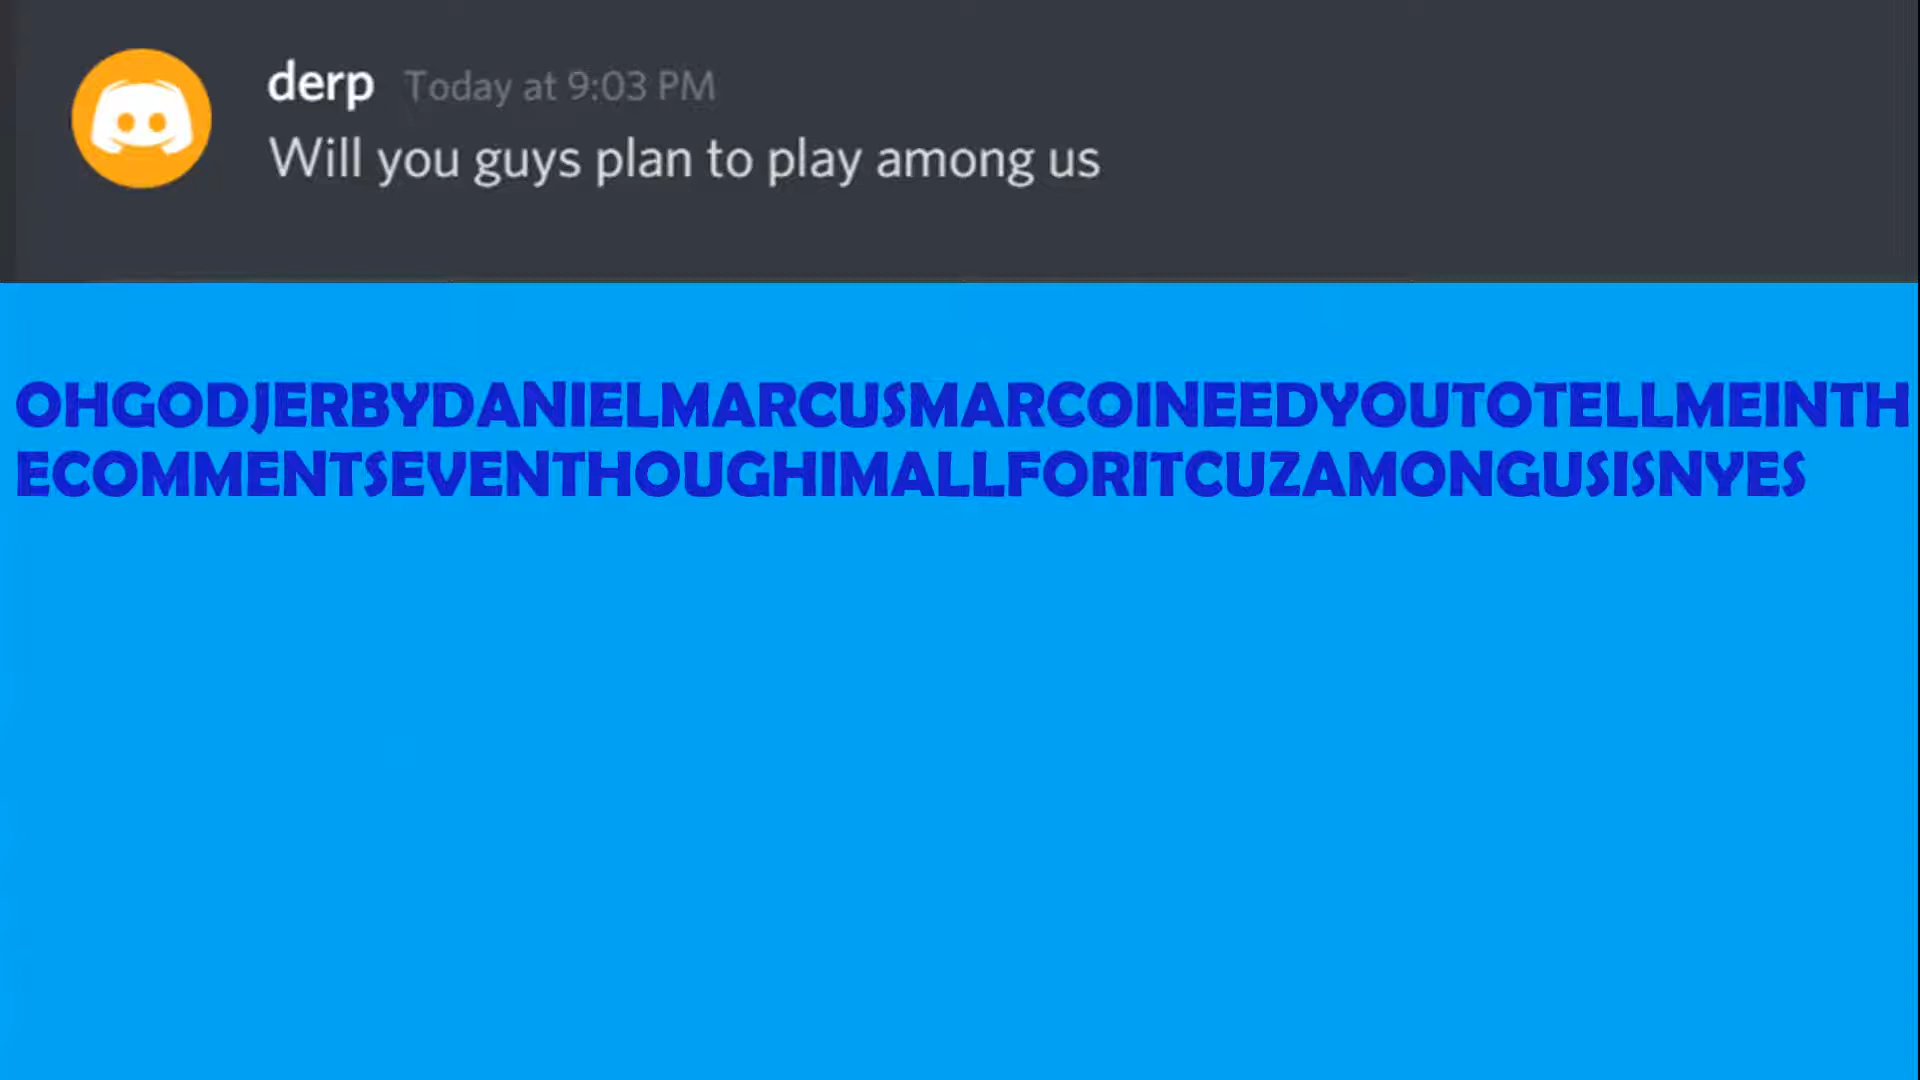 derp Today at 9:03 PM
Will you guys plan to play among us
OHGODJERBYDANIELMARCUSMARCOINEEDYOUTOTELLMEINTH
ECOMMENTSEVENTHOUGHIMALLFORITCUZAMONGUSISNYES